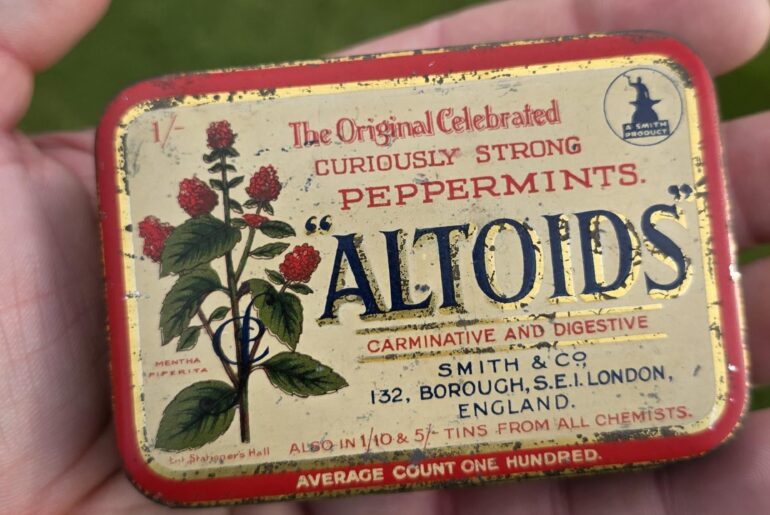 1/-
The Original Celebrated
CURIOUSLY STRONG
PEPPERMINTS.
A SMITH
PRODUCT
"ALTOIDS"
CARMINATIVE AND DIGESTIVE
SMITH & CO,
132, BOROUGH, S.E.1. LONDON,
ENGLAND.
MENTHA
PIPERITA
Ent. Stationer's Hall
ALSO IN 1/10 & 5/- TINS FROM ALL CHEMISTS.
AVERAGE COUNT ONE HUNDRED.